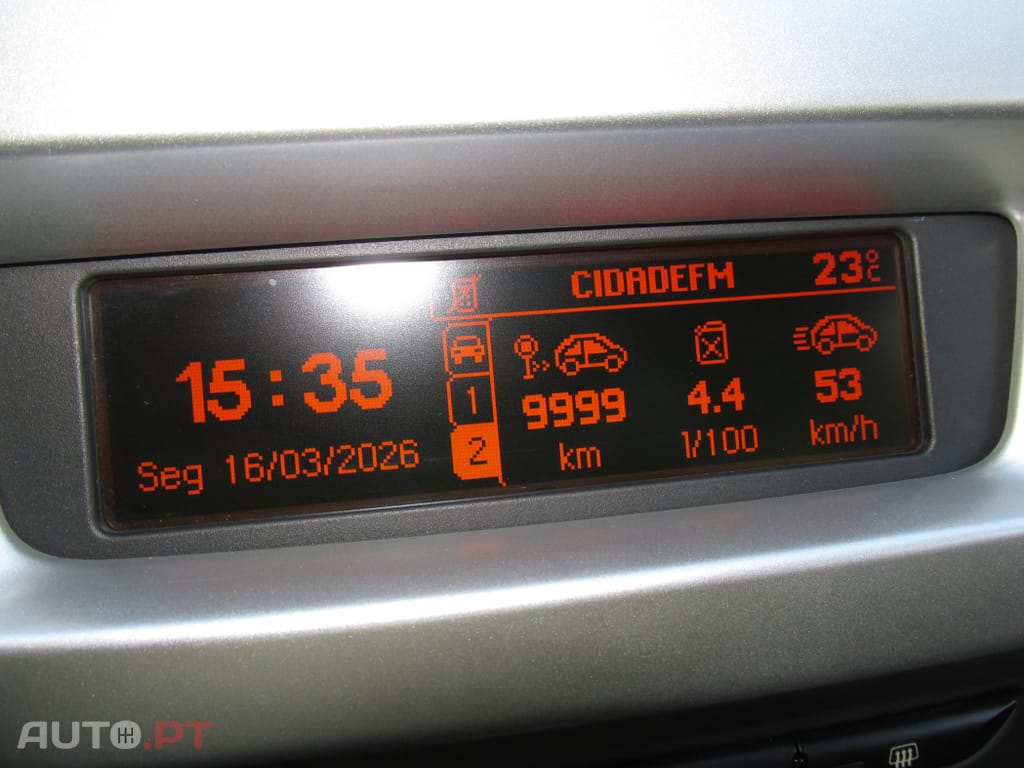 CIDADEFM 23°C
15:35
Seg 16/03/2026
1
2
9999
km
4.4
l/100
53
km/h
AUTO.PT